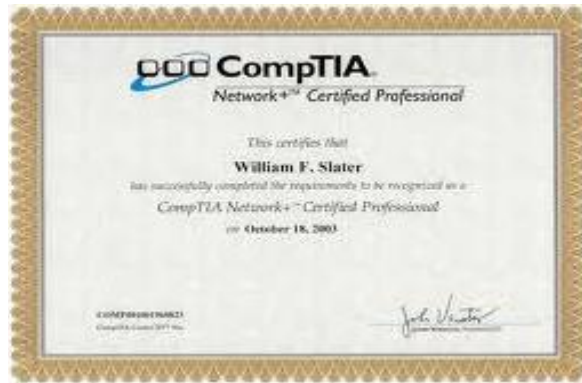 CompTIA
Network+™ Certified Professional
This certifies that
William F. Slater
has successfully completed the requirements to be recognized as a
CompTIA Network+™ Certified Professional
on October 18, 2003